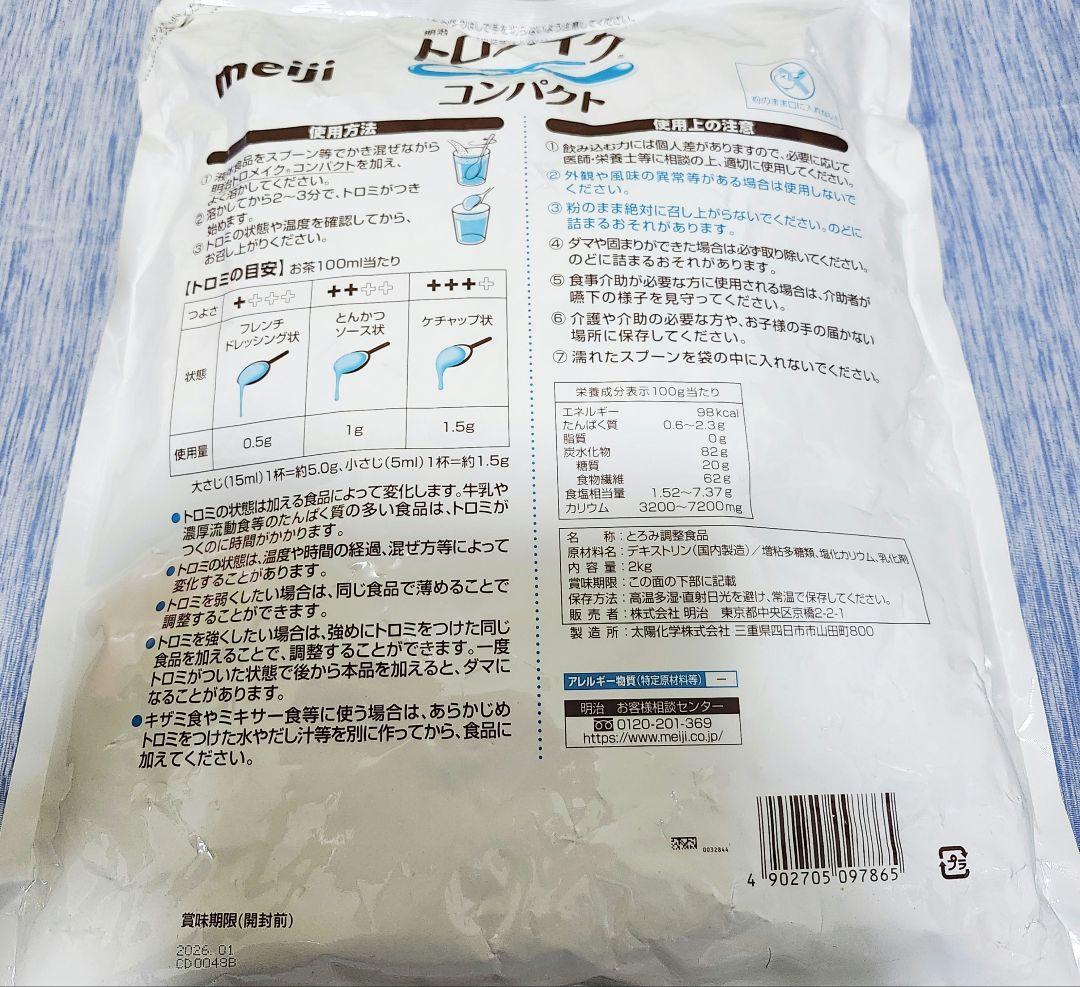 注意してください。
meiji
明治
トロメイク®
コンパクト
粉のまま口に入れない!
使用方法
① 液体食品をスプーン等でかき混ぜながら
明治トロメイク®コンパクトを加え、
よく溶かしてください。
② 溶かしてから2〜3分で、トロミがつき
始めます。
③ トロミの状態や温度を確認してから、
お召し上がりください。
【トロミの目安】お茶100ml当たり
つよさ
フレンチ
ドレッシング状
とんかつ
ソース状
ケチャップ状
状態
使用量 0.5g 1g 1.5g
大さじ(15ml)1杯=約5.0g、小さじ(5ml)1杯=約1.5g
●トロミの状態は加える食品によって変化します。牛乳や
濃厚流動食等のたんぱく質の多い食品は、トロミが
つくのに時間がかかります。
●トロミの状態は、温度や時間の経過、混ぜ方等によって
変化することがあります。
●トロミを弱くしたい場合は、同じ食品で薄めることで
調整することができます。
●トロミを強くしたい場合は、強めにトロミをつけた同じ
食品を加えることで、調整することができます。一度
トロミがついた状態で後から本品を加えると、ダマに
なることがあります。
●キザミ食やミキサー食等に使う場合は、あらかじめ
トロミをつけた水やだし汁等を別に作ってから、食品に
加えてください。
使用上の注意
① 飲み込む力には個人差がありますので、必要に応じて
医師・栄養士等に相談の上、適切に使用してください。
② 外観や風味の異常等がある場合は使用しないで
ください。
③ 粉のまま絶対に召し上がらないでください。のどに
詰まるおそれがあります。
④ ダマや固まりができた場合は必ず取り除いてください。
のどに詰まるおそれがあります。
⑤ 食事介助が必要な方に使用される場合は、介助者が
嚥下の様子を見守ってください。
⑥ 介護や介助の必要な方や、お子様の手の届かない
場所に保存してください。
⑦ 濡れたスプーンを袋の中に入れないでください。
栄養成分表示100g当たり
エネルギー 98kcal
たんぱく質 0.6〜2.3g
脂質 0g
炭水化物 82g
糖質 20g
食物繊維 62g
食塩相当量 1.52〜7.37g
カリウム 3200〜7200mg
名 称:とろみ調整食品
原材料名:デキストリン(国内製造)/増粘多糖類、塩化カリウム、乳化剤
内 容 量:2kg
賞味期限:この面の下部に記載
保存方法:高温多湿・直射日光を避け、常温で保存してください。
販 売 者:株式会社 明治 東京都中央区京橋2-2-1
製 造 所:太陽化学株式会社 三重県四日市市山田町800
アレルギー物質(特定原材料等) ー
明治 お客様相談センター
0120-201-369
https://www.meiji.co.jp/
0032844
4 902705 097865
プラ
賞味期限(開封前)
2026.01
CD0048B